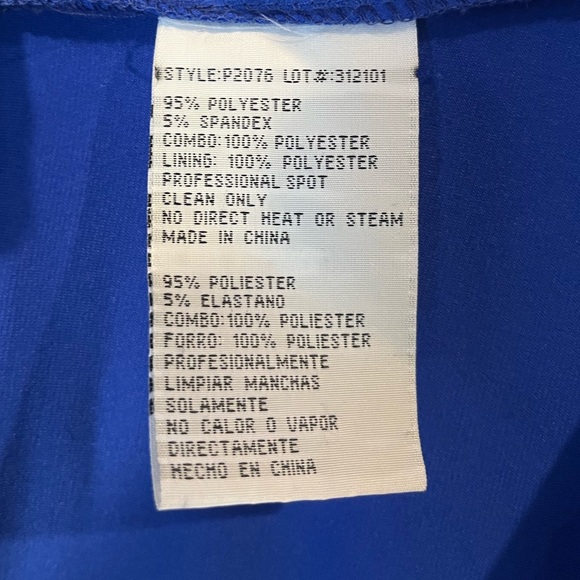 STYLE:P2076 LOT#:312101
95% POLYESTER
5% SPANDEX
COMBO:100% POLYESTER
LINING: 100% POLYESTER
PROFESSIONAL SPOT
CLEAN ONLY
NO DIRECT HEAT OR STEAM
MADE IN CHINA
95% POLIESTER
5% ELASTANO
COMBO:100% POLIESTER
FORRO: 100% POLIESTER
PROFESIONALMENTE
LIMPIAR MANCHAS
SOLAMENTE
NO CALOR O VAPOR
DIRECTAMENTE
HECHO EN CHINA